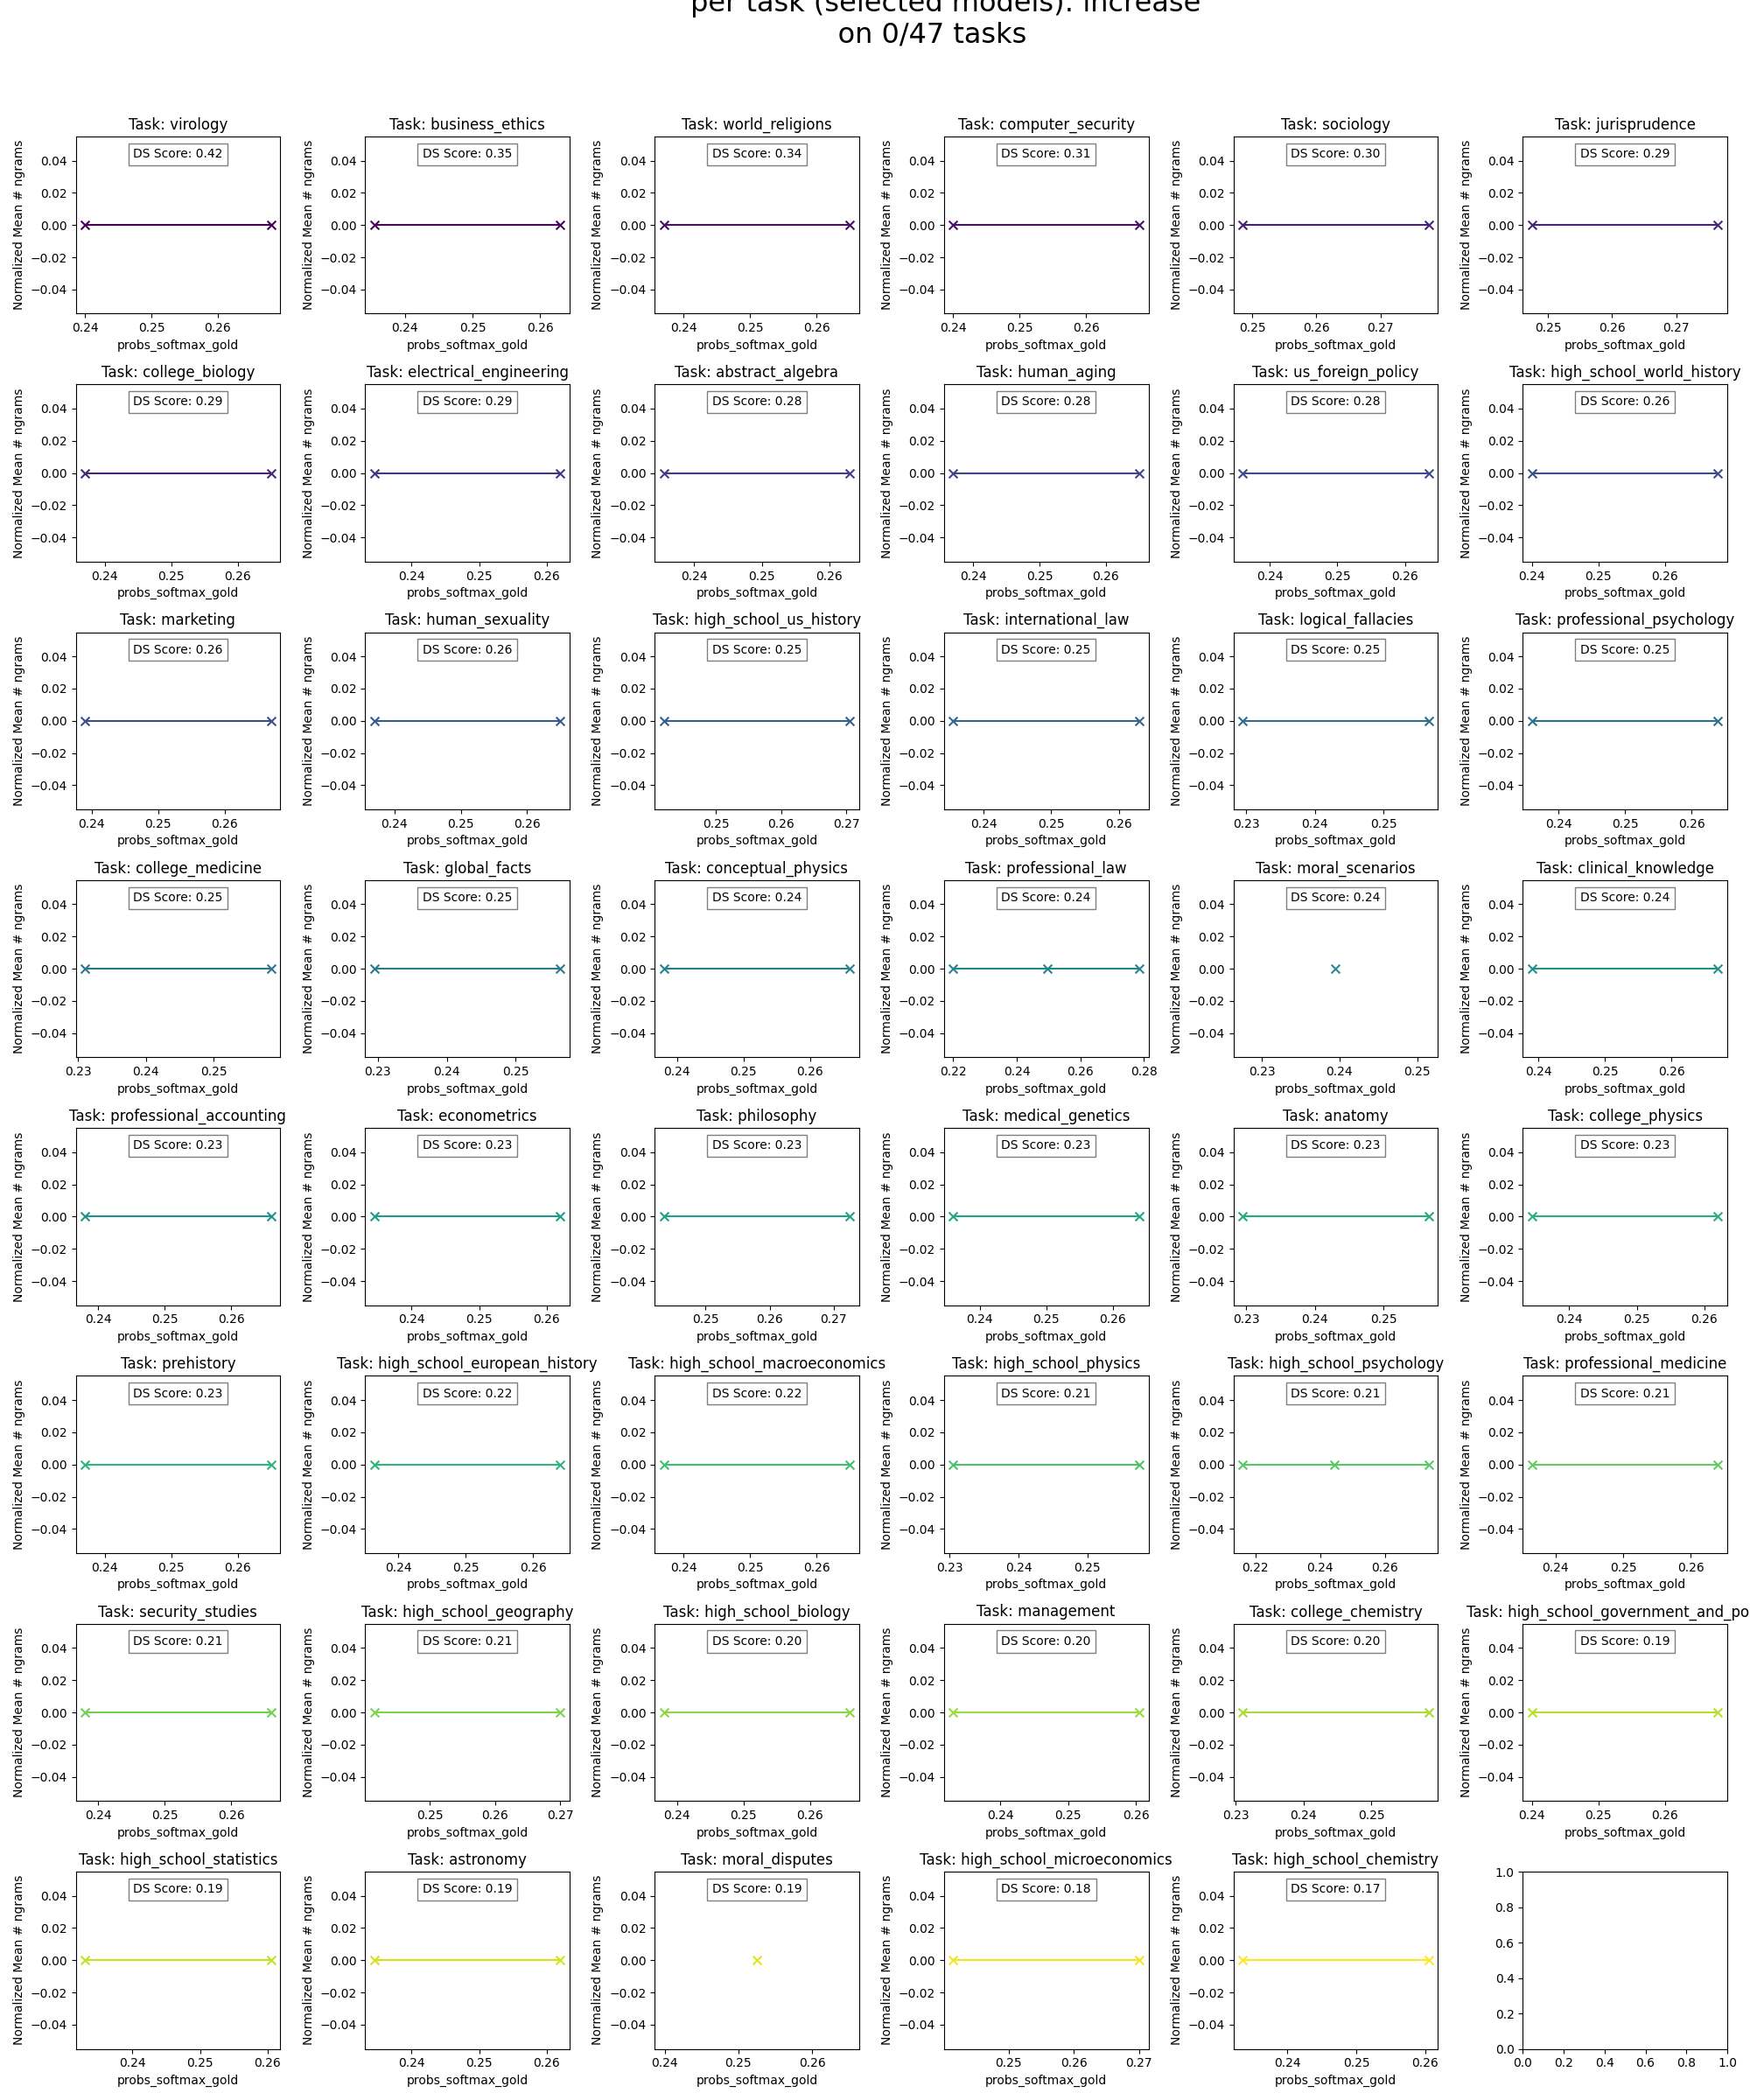 per task (selected models): Increase
on 0/47 tasks
Task: virology Task: business_ethics Task: world_religions Task: computer_security Task: sociology Task: jurisprudence
DS Score: 0.42 DS Score: 0.35 DS Score: 0.34 DS Score: 0.31 DS Score: 0.30 DS Score: 0.29
Normalized Mean # ngrams Normalized Mean # ngrams Normalized Mean # ngrams Normalized Mean # ngrams Normalized Mean # ngrams Normalized Mean # ngrams
0.04 0.04 0.04 0.04 0.04 0.04
0.02 0.02 0.02 0.02 0.02 0.02
0.00 0.00 0.00 0.00 0.00 0.00
−0.02 −0.02 −0.02 −0.02 −0.02 −0.02
−0.04 −0.04 −0.04 −0.04 −0.04 −0.04
0.24 0.25 0.26 0.24 0.25 0.26 0.24 0.25 0.26 0.24 0.25 0.26 0.25 0.26 0.27 0.25 0.26 0.27
probs_softmax_gold probs_softmax_gold probs_softmax_gold probs_softmax_gold probs_softmax_gold probs_softmax_gold
Task: college_biology Task: electrical_engineering Task: abstract_algebra Task: human_aging Task: us_foreign_policy Task: high_school_world_history
DS Score: 0.29 DS Score: 0.29 DS Score: 0.28 DS Score: 0.28 DS Score: 0.28 DS Score: 0.26
Normalized Mean # ngrams Normalized Mean # ngrams Normalized Mean # ngrams Normalized Mean # ngrams Normalized Mean # ngrams Normalized Mean # ngrams
0.04 0.04 0.04 0.04 0.04 0.04
0.02 0.02 0.02 0.02 0.02 0.02
0.00 0.00 0.00 0.00 0.00 0.00
−0.02 −0.02 −0.02 −0.02 −0.02 −0.02
−0.04 −0.04 −0.04 −0.04 −0.04 −0.04
0.24 0.25 0.26 0.24 0.25 0.26 0.24 0.25 0.26 0.24 0.25 0.26 0.24 0.25 0.26 0.24 0.25 0.26
probs_softmax_gold probs_softmax_gold probs_softmax_gold probs_softmax_gold probs_softmax_gold probs_softmax_gold
Task: marketing Task: human_sexuality Task: high_school_us_history Task: international_law Task: logical_fallacies Task: professional_psychology
DS Score: 0.26 DS Score: 0.26 DS Score: 0.25 DS Score: 0.25 DS Score: 0.25 DS Score: 0.25
Normalized Mean # ngrams Normalized Mean # ngrams Normalized Mean # ngrams Normalized Mean # ngrams Normalized Mean # ngrams Normalized Mean # ngrams
0.04 0.04 0.04 0.04 0.04 0.04
0.02 0.02 0.02 0.02 0.02 0.02
0.00 0.00 0.00 0.00 0.00 0.00
−0.02 −0.02 −0.02 −0.02 −0.02 −0.02
−0.04 −0.04 −0.04 −0.04 −0.04 −0.04
0.24 0.25 0.26 0.24 0.25 0.26 0.25 0.26 0.27 0.24 0.25 0.26 0.23 0.24 0.25 0.24 0.25 0.26
probs_softmax_gold probs_softmax_gold probs_softmax_gold probs_softmax_gold probs_softmax_gold probs_softmax_gold
Task: college_medicine Task: global_facts Task: conceptual_physics Task: professional_law Task: moral_scenarios Task: clinical_knowledge
DS Score: 0.25 DS Score: 0.25 DS Score: 0.24 DS Score: 0.24 DS Score: 0.24 DS Score: 0.24
Normalized Mean # ngrams Normalized Mean # ngrams Normalized Mean # ngrams Normalized Mean # ngrams Normalized Mean # ngrams Normalized Mean # ngrams
0.04 0.04 0.04 0.04 0.04 0.04
0.02 0.02 0.02 0.02 0.02 0.02
0.00 0.00 0.00 0.00 0.00 0.00
−0.02 −0.02 −0.02 −0.02 −0.02 −0.02
−0.04 −0.04 −0.04 −0.04 −0.04 −0.04
0.23 0.24 0.25 0.23 0.24 0.25 0.24 0.25 0.26 0.22 0.24 0.26 0.28 0.23 0.24 0.25 0.24 0.25 0.26
probs_softmax_gold probs_softmax_gold probs_softmax_gold probs_softmax_gold probs_softmax_gold probs_softmax_gold
Task: professional_accounting Task: econometrics Task: philosophy Task: medical_genetics Task: anatomy Task: college_physics
DS Score: 0.23 DS Score: 0.23 DS Score: 0.23 DS Score: 0.23 DS Score: 0.23 DS Score: 0.23
Normalized Mean # ngrams Normalized Mean # ngrams Normalized Mean # ngrams Normalized Mean # ngrams Normalized Mean # ngrams Normalized Mean # ngrams
0.04 0.04 0.04 0.04 0.04 0.04
0.02 0.02 0.02 0.02 0.02 0.02
0.00 0.00 0.00 0.00 0.00 0.00
−0.02 −0.02 −0.02 −0.02 −0.02 −0.02
−0.04 −0.04 −0.04 −0.04 −0.04 −0.04
0.24 0.25 0.26 0.24 0.25 0.26 0.25 0.26 0.27 0.24 0.25 0.26 0.23 0.24 0.25 0.24 0.25 0.26
probs_softmax_gold probs_softmax_gold probs_softmax_gold probs_softmax_gold probs_softmax_gold probs_softmax_gold
Task: prehistory Task: high_school_european_history Task: high_school_macroeconomics Task: high_school_physics Task: high_school_psychology Task: professional_medicine
DS Score: 0.23 DS Score: 0.22 DS Score: 0.22 DS Score: 0.21 DS Score: 0.21 DS Score: 0.21
Normalized Mean # ngrams Normalized Mean # ngrams Normalized Mean # ngrams Normalized Mean # ngrams Normalized Mean # ngrams Normalized Mean # ngrams
0.04 0.04 0.04 0.04 0.04 0.04
0.02 0.02 0.02 0.02 0.02 0.02
0.00 0.00 0.00 0.00 0.00 0.00
−0.02 −0.02 −0.02 −0.02 −0.02 −0.02
−0.04 −0.04 −0.04 −0.04 −0.04 −0.04
0.24 0.25 0.26 0.24 0.25 0.26 0.24 0.25 0.26 0.23 0.24 0.25 0.22 0.24 0.26 0.24 0.25 0.26
probs_softmax_gold probs_softmax_gold probs_softmax_gold probs_softmax_gold probs_softmax_gold probs_softmax_gold
Task: security_studies Task: high_school_geography Task: high_school_biology Task: management Task: college_chemistry Task: high_school_government_and_po
DS Score: 0.21 DS Score: 0.21 DS Score: 0.20 DS Score: 0.20 DS Score: 0.20 DS Score: 0.19
Normalized Mean # ngrams Normalized Mean # ngrams Normalized Mean # ngrams Normalized Mean # ngrams Normalized Mean # ngrams Normalized Mean # ngrams
0.04 0.04 0.04 0.04 0.04 0.04
0.02 0.02 0.02 0.02 0.02 0.02
0.00 0.00 0.00 0.00 0.00 0.00
−0.02 −0.02 −0.02 −0.02 −0.02 −0.02
−0.04 −0.04 −0.04 −0.04 −0.04 −0.04
0.24 0.25 0.26 0.25 0.26 0.27 0.24 0.25 0.26 0.24 0.25 0.26 0.23 0.24 0.25 0.24 0.25 0.26
probs_softmax_gold probs_softmax_gold probs_softmax_gold probs_softmax_gold probs_softmax_gold probs_softmax_gold
Task: high_school_statistics Task: astronomy Task: moral_disputes Task: high_school_microeconomics Task: high_school_chemistry
DS Score: 0.19 DS Score: 0.19 DS Score: 0.19 DS Score: 0.18 DS Score: 0.17
Normalized Mean # ngrams Normalized Mean # ngrams Normalized Mean # ngrams Normalized Mean # ngrams Normalized Mean # ngrams
0.04 0.04 0.04 0.04 0.04
0.02 0.02 0.02 0.02 0.02
0.00 0.00 0.00 0.00 0.00
−0.02 −0.02 −0.02 −0.02 −0.02
−0.04 −0.04 −0.04 −0.04 −0.04
0.24 0.25 0.26 0.24 0.25 0.26 0.24 0.25 0.26 0.25 0.26 0.27 0.24 0.25 0.26
probs_softmax_gold probs_softmax_gold probs_softmax_gold probs_softmax_gold probs_softmax_gold
1.0
0.8
0.6
0.4
0.2
0.0
0.0 0.2 0.4 0.6 0.8 1.0